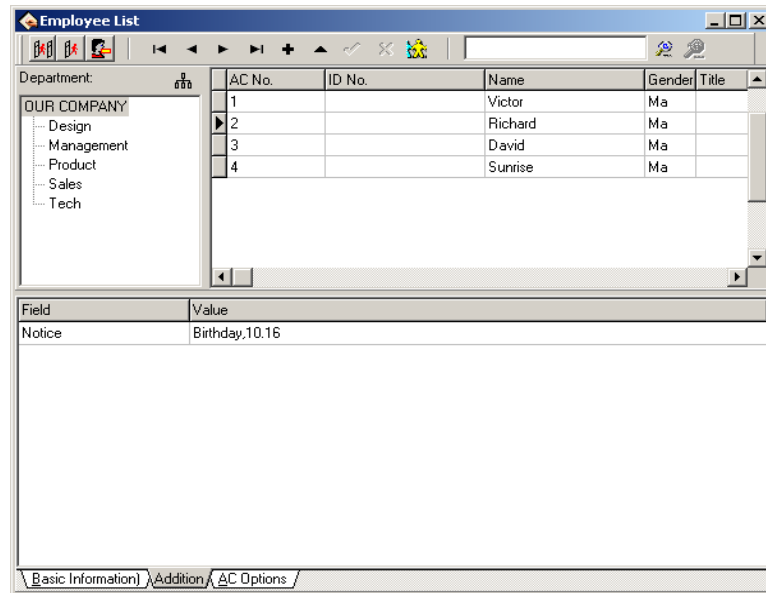 Employee List
Department:
OUR COMPANY
Design
Management
Product
Sales
Tech
AC No. ID No. Name Gender Title
1 Victor Ma
2 Richard Ma
3 David Ma
4 Sunrise Ma
Field Value
Notice Birthday,10.16
Basic Information) Addition AC Options